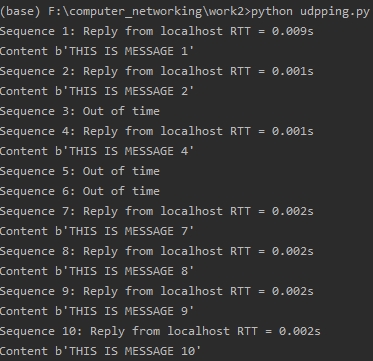 (base) F:\computer_networking\work2>python udpping.py
Sequence 1: Reply from localhost RTT = 0.009s
Content b'THIS IS MESSAGE 1'
Sequence 2: Reply from localhost RTT = 0.001s
Content b'THIS IS MESSAGE 2'
Sequence 3: Out of time
Sequence 4: Reply from localhost RTT = 0.001s
Content b'THIS IS MESSAGE 4'
Sequence 5: Out of time
Sequence 6: Out of time
Sequence 7: Reply from localhost RTT = 0.002s
Content b'THIS IS MESSAGE 7'
Sequence 8: Reply from localhost RTT = 0.002s
Content b'THIS IS MESSAGE 8'
Sequence 9: Reply from localhost RTT = 0.002s
Content b'THIS IS MESSAGE 9'
Sequence 10: Reply from localhost RTT = 0.002s
Content b'THIS IS MESSAGE 10'